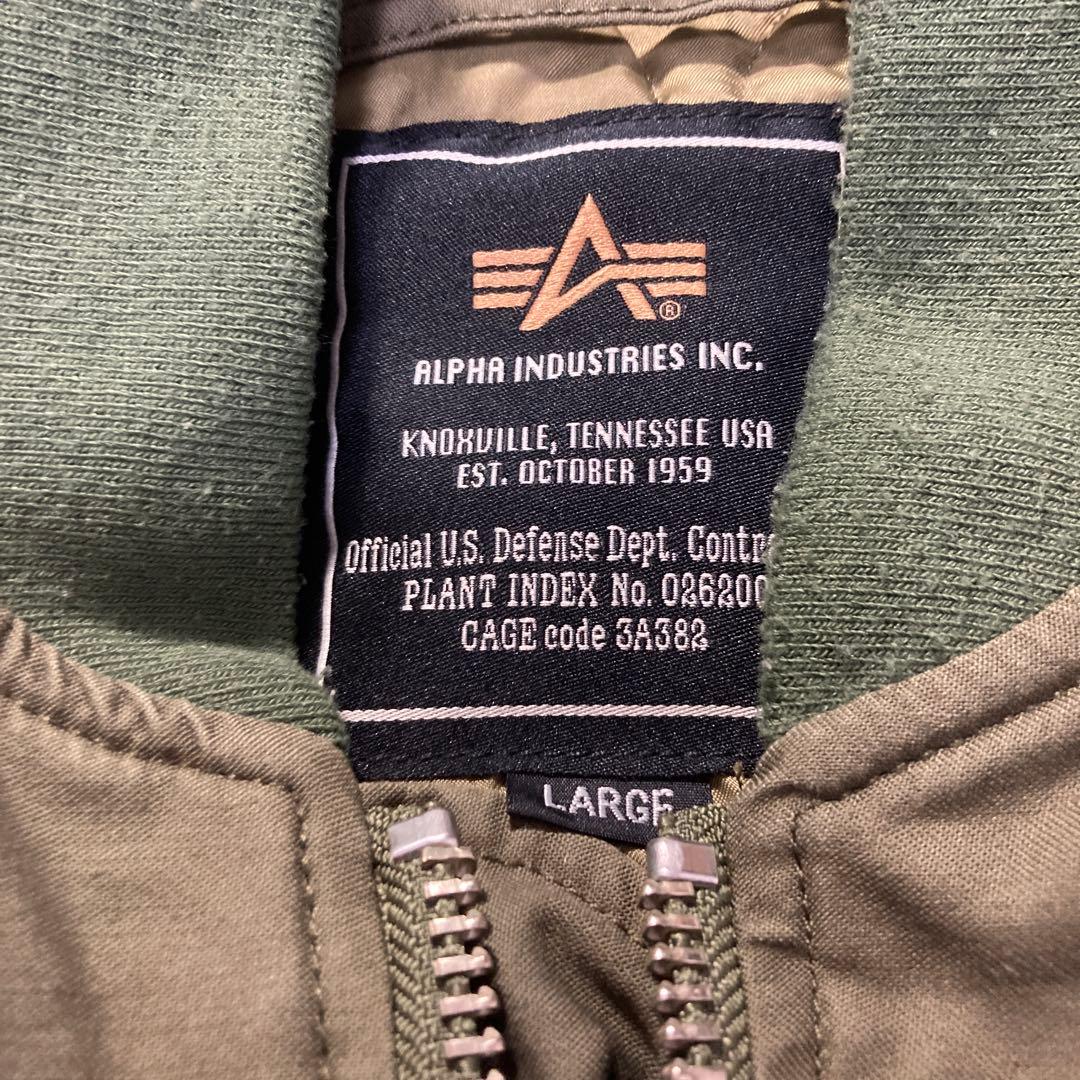 ®
ALPHA INDUSTRIES INC.
KNOXVILLE, TENNESSEE USA
EST. OCTOBER 1959
Official U.S. Defense Dept.
PLANT INDEX No. 026200
CAGE code 3A382
LARGE